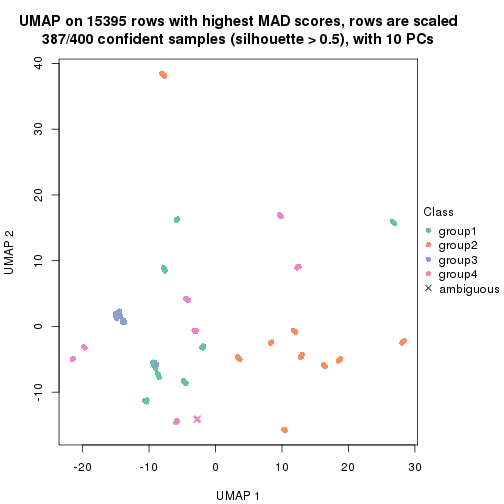 UMAP on 15395 rows with highest MAD scores, rows are scaled
387/400 confident samples (silhouette > 0.5), with 10 PCs
40
30
20
10
0
-10
UMAP 2
-20
-10
0
10
20
30
UMAP 1
Class
group1
group2
group3
group4
ambiguous